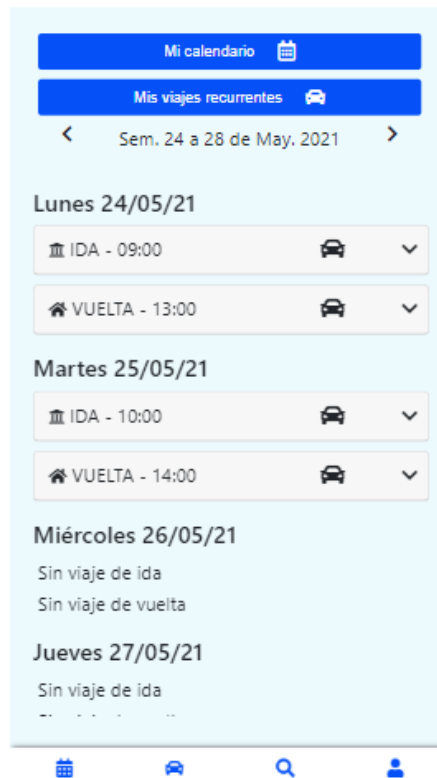 Mi calendario
Mis viajes recurrentes
Sem. 24 a 28 de May. 2021
Lunes 24/05/21
IDA - 09:00
VUELTA - 13:00
Martes 25/05/21
IDA - 10:00
VUELTA - 14:00
Miércoles 26/05/21
Sin viaje de ida
Sin viaje de vuelta
Jueves 27/05/21
Sin viaje de ida